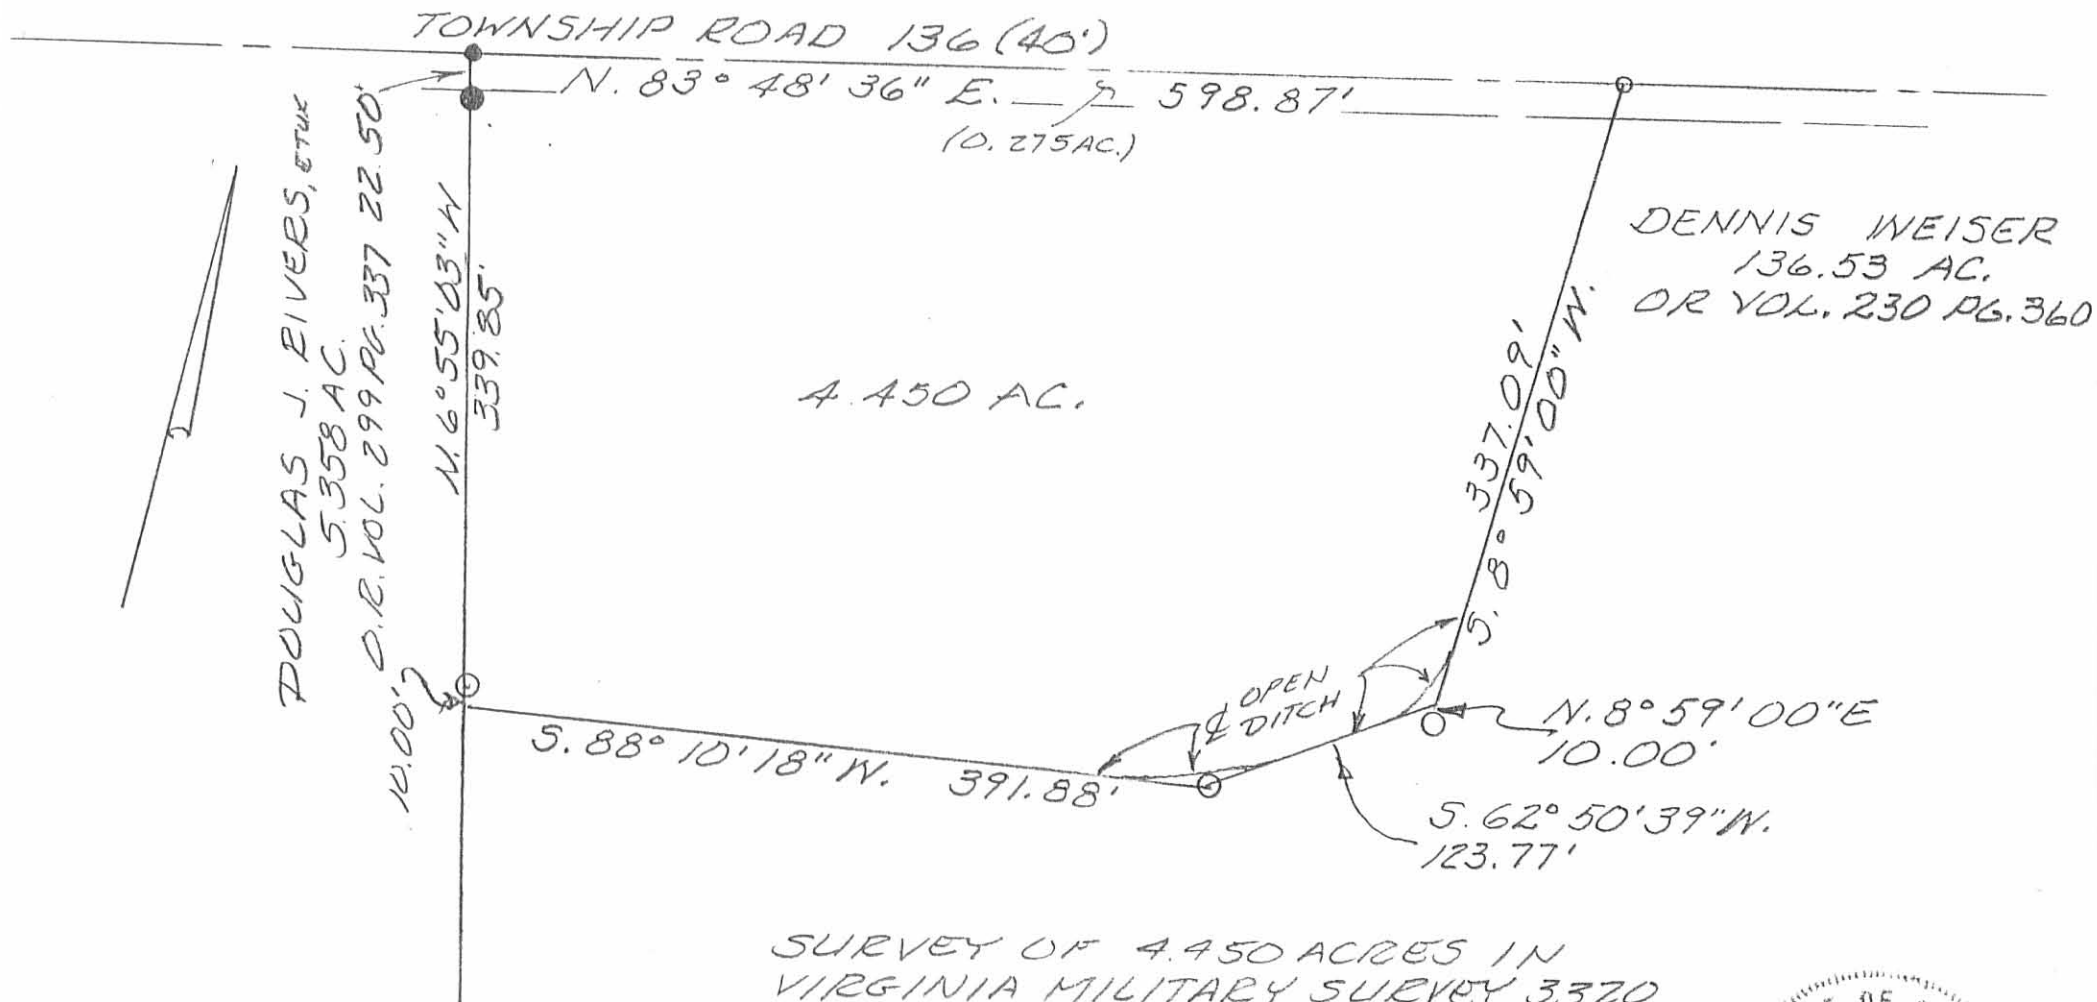 TOWNSHIP ROAD 136 (40')
N. 83° 48' 36" E. 598.87'
(0.275AC.)
DOUGLAS J. RIVERS, ETUX
5.358 AC.
O.R. VOL. 299 PG. 337
22.50'
N. 6° 55' 03" W
339.85'
DENNIS WEISER
136.53 AC.
OR VOL. 230 PG. 360
4.450 AC.
337.09'
S. 8° 59' 00" W.
10.00'
S. 88° 10' 18" W. 391.88'
℄ OPEN
DITCH
N. 8° 59' 00" E
10.00'
S. 62° 50' 39" W.
123.77'
SURVEY OF 4.450 ACRES IN
VIRGINIA MILITARY SURVEY 3320